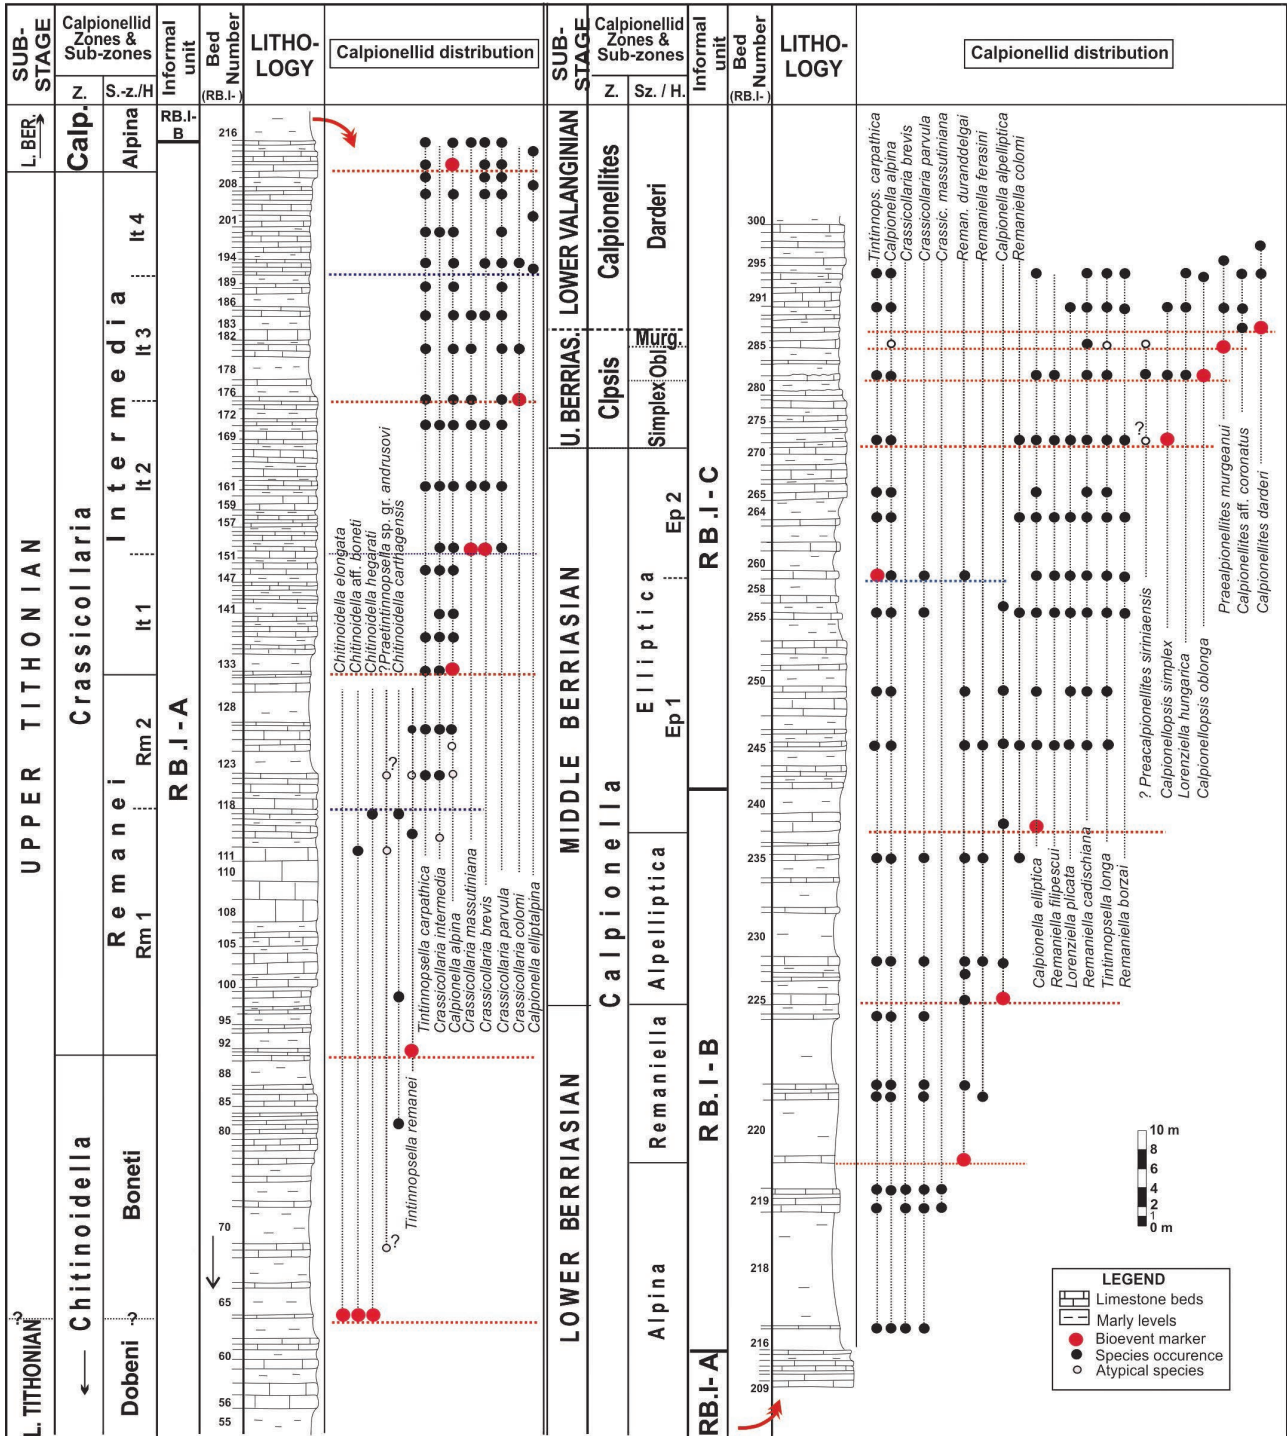 SUB-
STAGE
Calpionellid
Zones &
Sub-zones
Z.
S.-z./H
Informal
unit
Bed
Number
(RB.I-)
LITHO-
LOGY
Calpionellid distribution
L. BER.
Calp.
Alpina
RB.I-
B
UPPER TITHONIAN
Crassicollaria
Intermedia
It 4
It 3
It 2
It 1
Remanei
Rm 2
Rm 1
RB.I - A
Chitinoidella
Boneti
?
?
L. TITHONIAN
Dobeni
216
208
201
194
189
186
183
182
178
176
172
169
161
159
157
151
147
141
133
128
123
118
111
110
108
105
100
95
92
88
85
80
70
65
60
56
55
Chitinoidella elongata
Chitinoidella aff. boneti
Chitinoidella hegarati
?Praetintinnopsella sp. gr. andrusovi
Chitinoidella carthagensis
?
Tintinnopsella carpathica
Crassicollaria intermedia
Calpionella alpina
Crassicollaria massutiniana
Crassicollaria brevis
Crassicollaria parvula
Crassicollaria colomi
Calpionella elliptalpina
Tintinnopsella remanei
?
SUB-
STAGE
Calpionellid
Zones &
Sub-zones
Z.
Sz. / H.
Informal
unit
Bed
Number
(RB.I-)
LITHO-
LOGY
Calpionellid distribution
LOWER VALANGINIAN
Calpionellites
Darderi
U. BERRIAS.
Clpsis
Murg.
Obl.
Simplex
MIDDLE BERRIASIAN
Calpionella
Elliptica
Ep 2
Ep 1
Alpelliptica
LOWER BERRIASIAN
Remaniella
Alpina
RB.I - C
RB.I - B
RB.I - A
300
295
291
285
280
275
270
265
264
260
258
255
250
245
240
235
230
225
220
219
218
216
209
Tintinnops. carpathica
Calpionella alpina
Crassicollaria brevis
Crassicollaria parvula
Crassic. massutiniana
Reman. duranddelgai
Remaniella ferasini
Calpionella alpelliptica
Remaniella colomi
?
Calpionella elliptica
Remaniella filipescui
Lorenziella plicata
Remaniella cadischiana
Tintinnopsella longa
Remaniella borzai
? Preacalpionellites siriniaensis
Calpionellopsis simplex
Lorenziella hungarica
Calpionellopsis oblonga
Praealpionellites murgeanui
Calpionellites aff. coronatus
Calpionellites darderi
10 m
8
6
4
2
1
0 m
LEGEND
Limestone beds
Marly levels
Bioevent marker
Species occurence
Atypical species